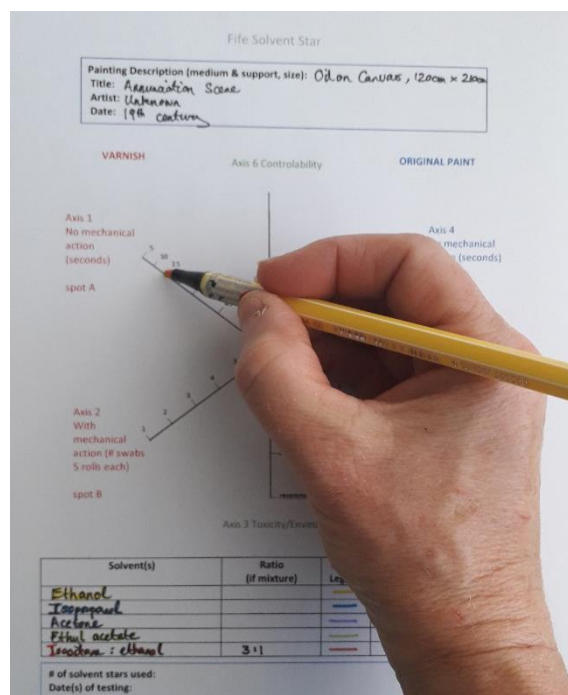 Fife Solvent Star
Painting Description (medium & support, size): Oil on Canvas, 120cm x 210cm
Title: Annunciation Scene
Artist: Unknown
Date: 19th century
VARNISH
Axis 6 Controlability
ORIGINAL PAINT
Axis 1
No mechanical
action
(seconds)
spot A
5
10
15
Axis 4
mechanical
(seconds)
5
4
3
2
1
Axis 2
With
mechanical
action (# swabs
5 rolls each)
spot B
Axis 3 Toxicity/
Solvent(s) Ratio
(if mixture)
Ethanol
Isopropanol
Acetone
Ethyl acetate
Isooctane : ethanol 3:1
# of solvent stars used:
Date(s) of testing: